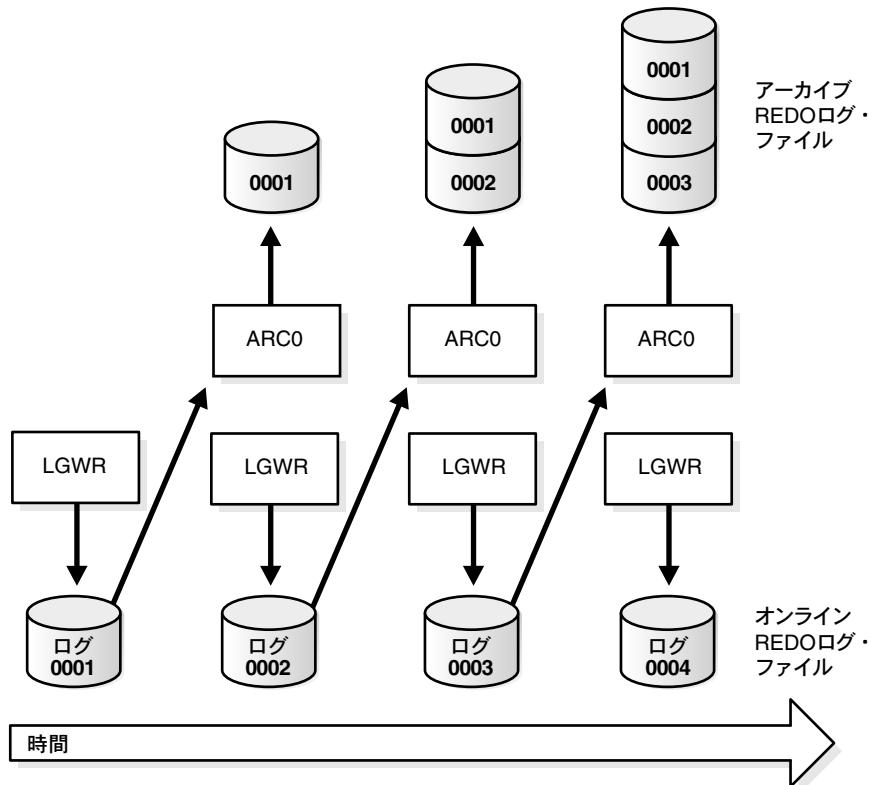 0001
0001
0002
0001
0002
0003
アーカイブ
REDOログ・
ファイル
ARC0
ARC0
ARC0
LGWR
LGWR
LGWR
LGWR
ログ
0001
ログ
0002
ログ
0003
ログ
0004
オンライン
REDOログ・
ファイル
時間